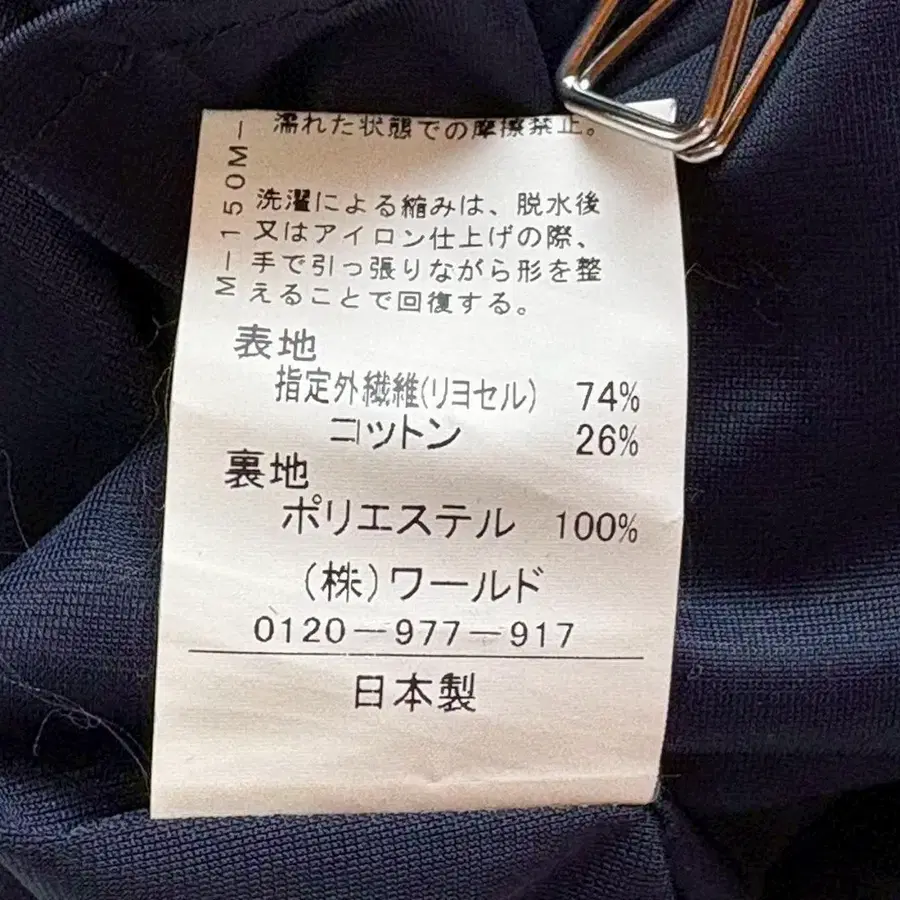 濡れた状態での摩擦禁止。
M-150M-
洗濯による縮みは、脱水後
又はアイロン仕上げの際、
手で引っ張りながら形を整
えることで回復する。
表地
指定外繊維(リヨセル) 74%
コットン 26%
裏地
ポリエステル 100%
(株)ワールド
0120-977-917
日本製